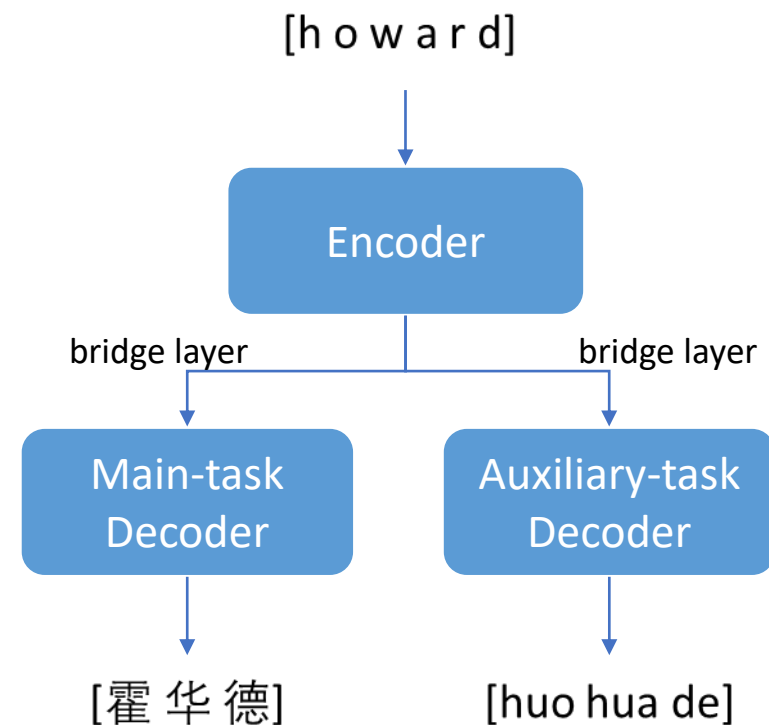 [h o w a r d]
Encoder
bridge layer
bridge layer
Main-task
Decoder
Auxiliary-task
Decoder
[霍 华 德]
[huo hua de]